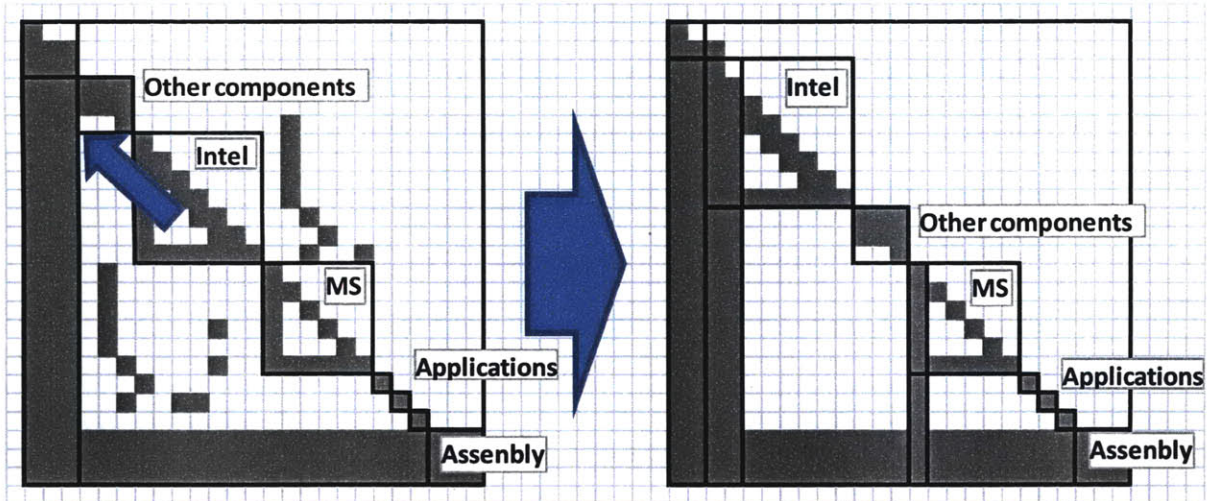 Other components
Intel
MS
Applications
Assenbly
Intel
Other components
MS
Applications
Assenbly